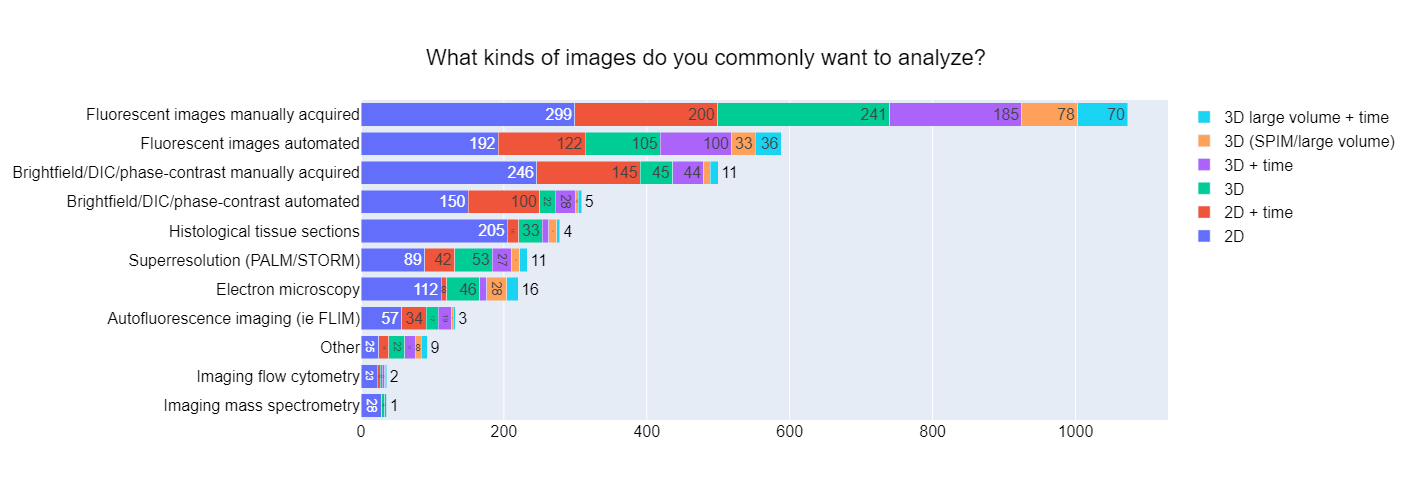 What kinds of images do you commonly want to analyze?
Fluorescent images manually acquired 299 200 241 185 78 70
Fluorescent images automated 192 122 105 100 33 36
Brightfield/DIC/phase-contrast manually acquired 246 145 45 44 11
Brightfield/DIC/phase-contrast automated 150 100 22 28 5
Histological tissue sections 205 33 4
Superresolution (PALM/STORM) 89 42 53 27 11
Electron microscopy 112 8 46 28 16
Autofluorescence imaging (ie FLIM) 57 34 3
Other 25 22 8 9
Imaging flow cytometry 23 2
Imaging mass spectrometry 28 1
0 200 400 600 800 1000
3D large volume + time
3D (SPIM/large volume)
3D + time
3D
2D + time
2D